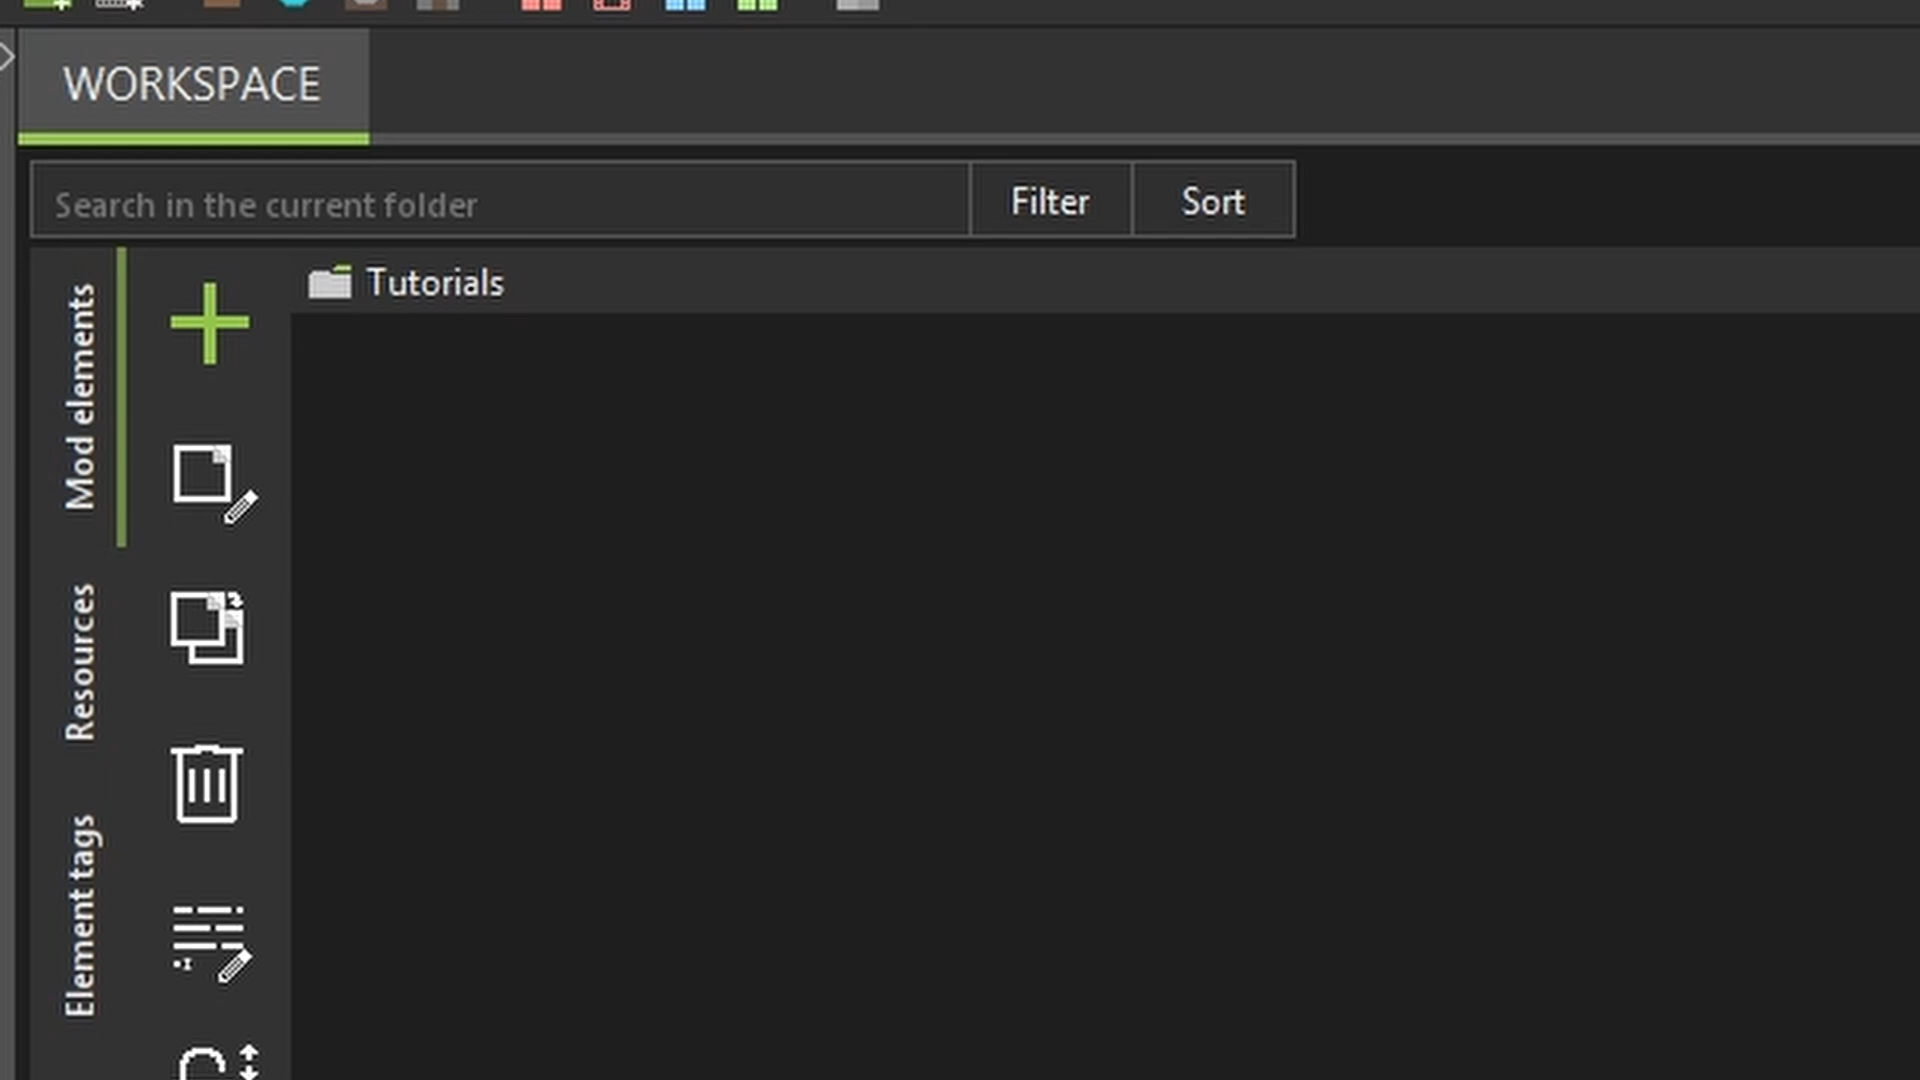 WORKSPACE
Search in the current folder
Filter
Sort
Tutorials
Mod elements
Resources
Element tags